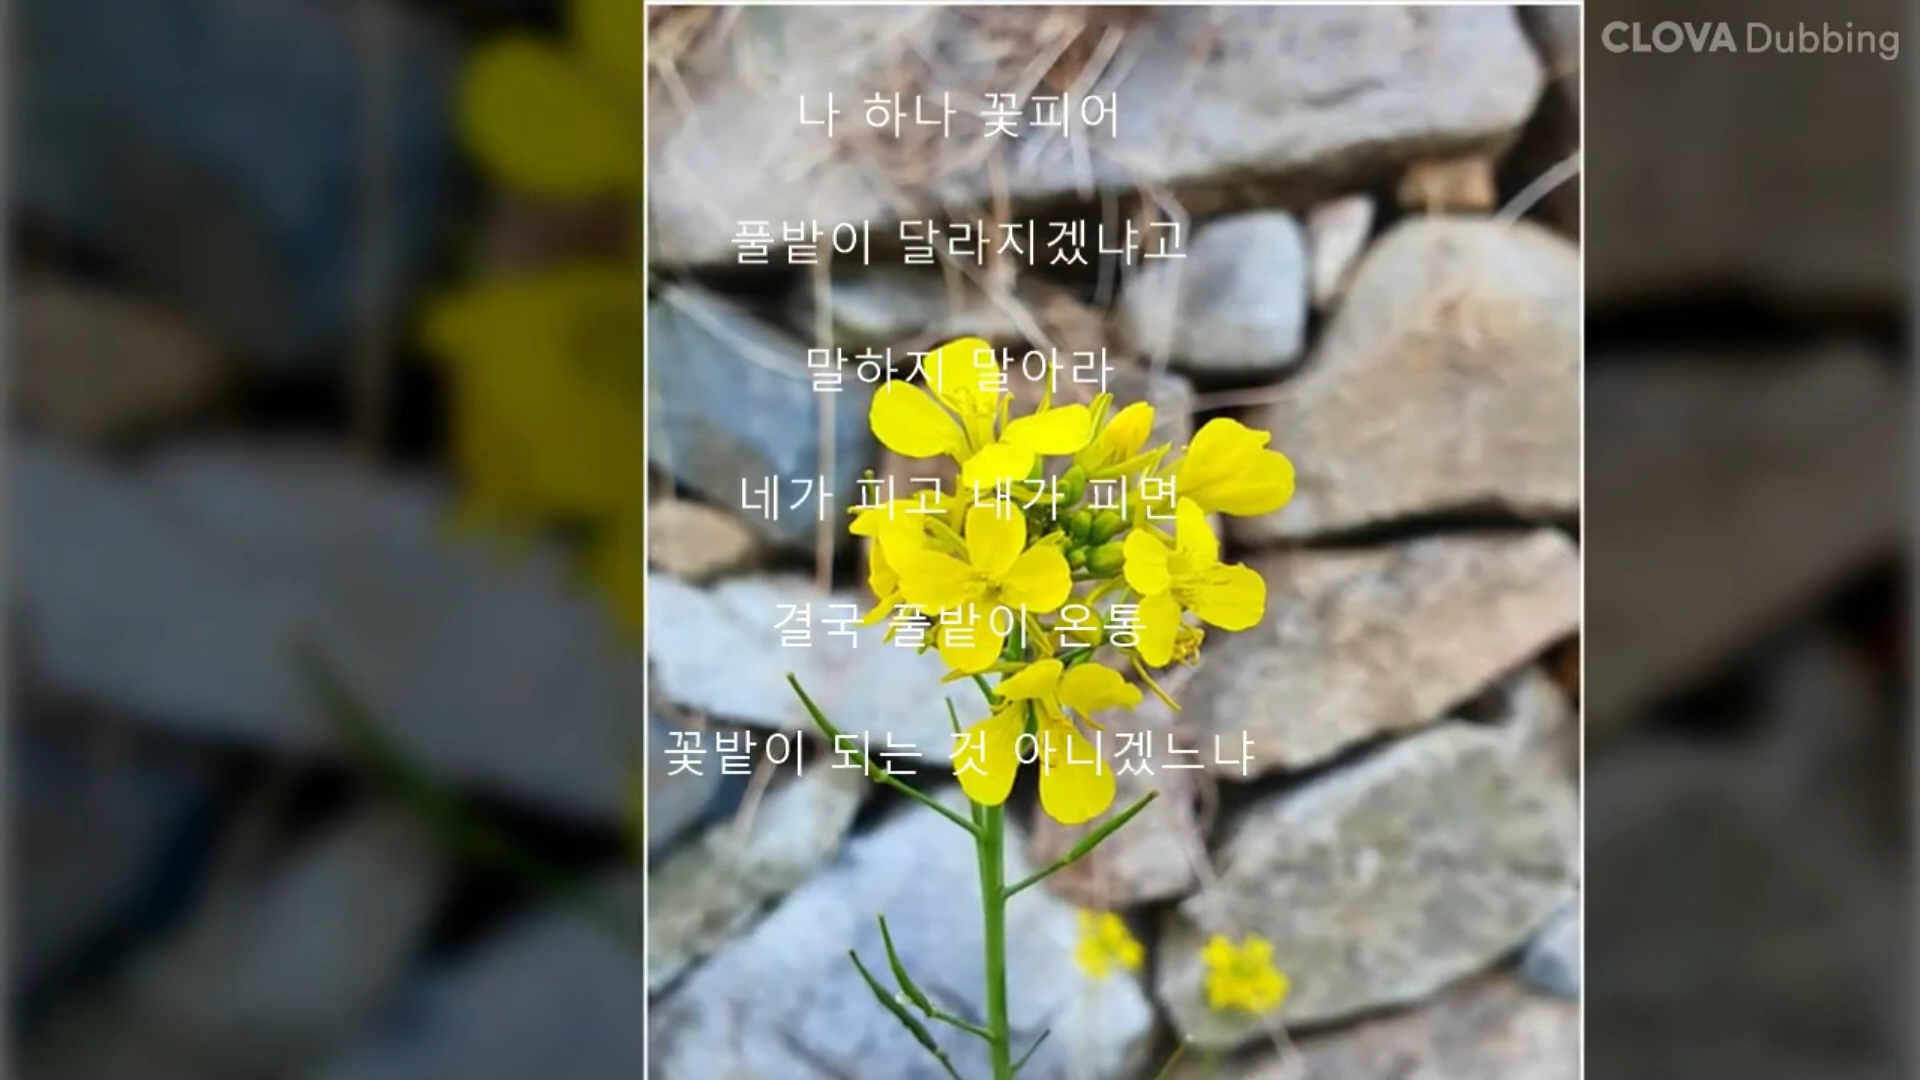 CLOVA Dubbing
나 하나 꽃피어
풀밭이 달라지겠냐고
말하지 말아라
네가 피고 내가 피면
결국 풀밭이 온통
꽃밭이 되는 것 아니겠느냐